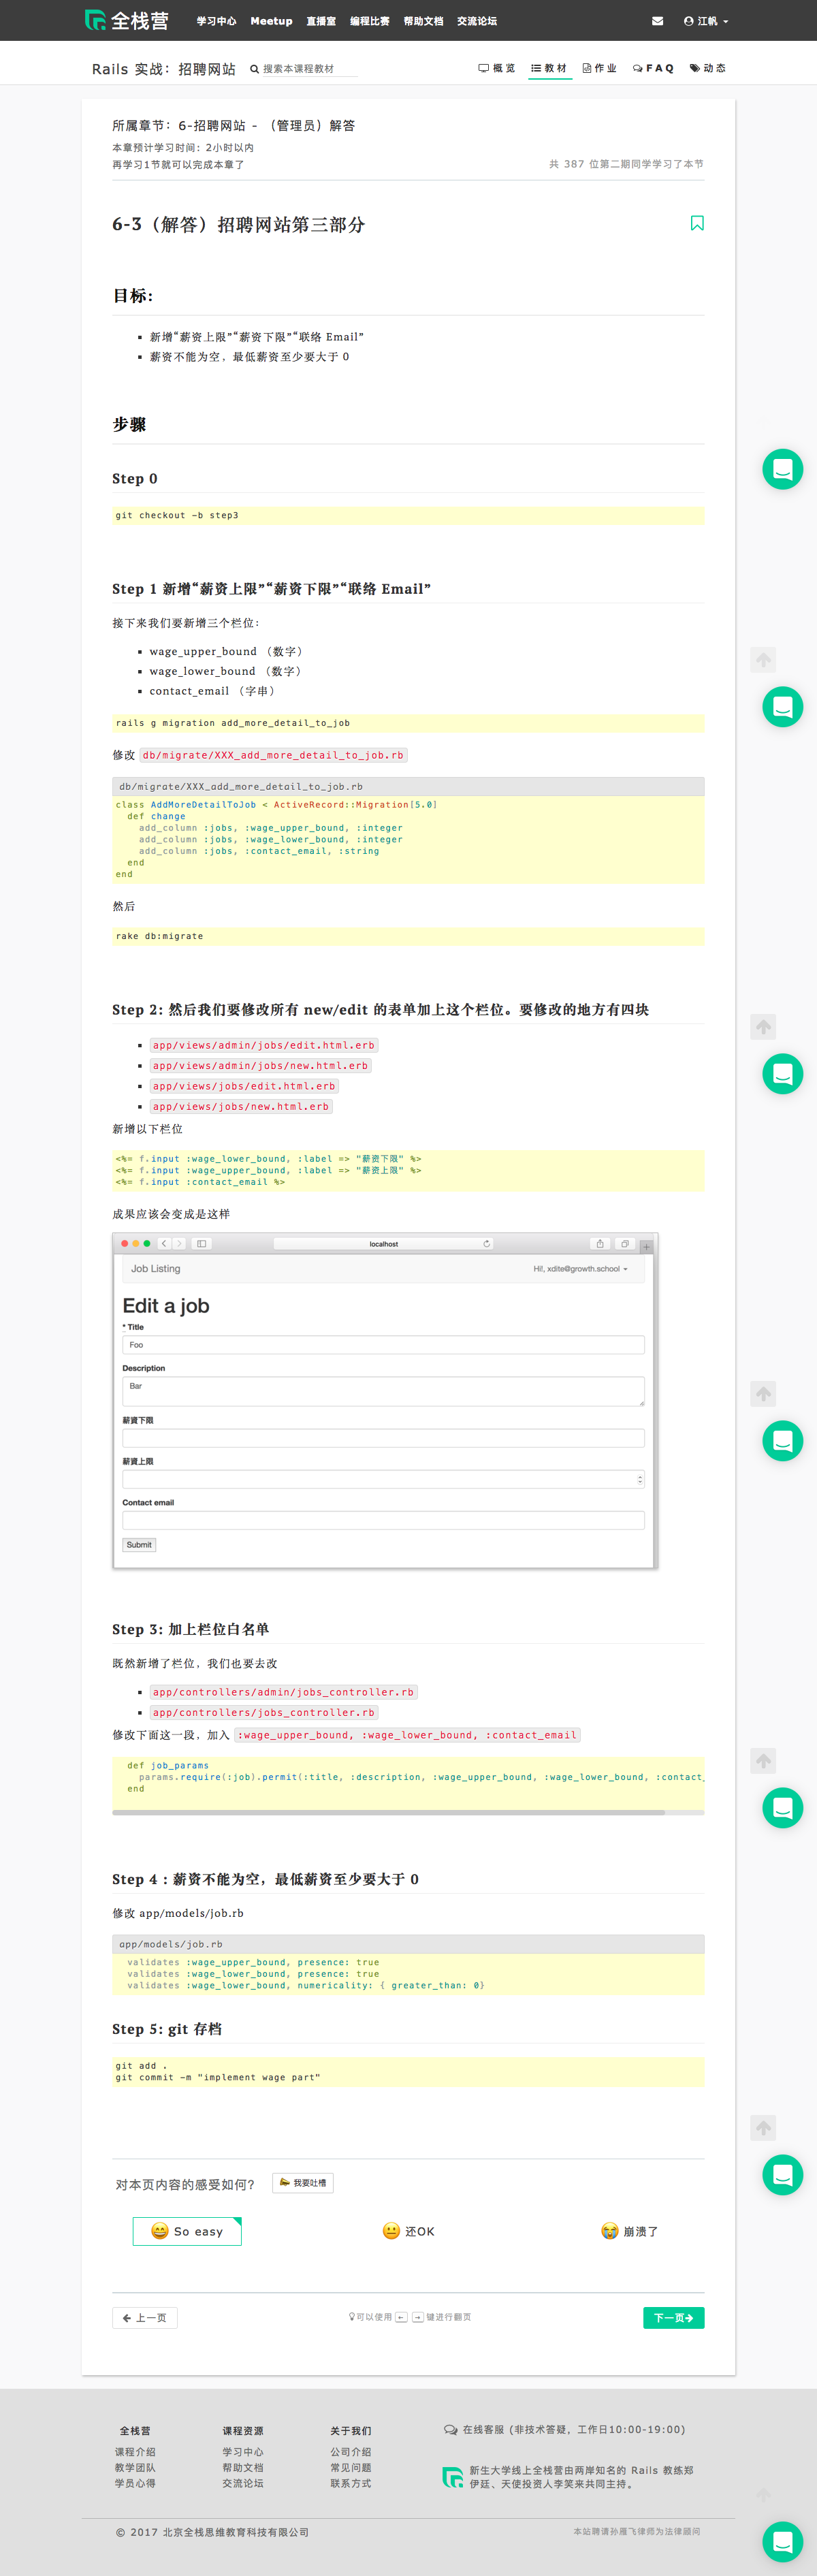 全栈营 学习中心 Meetup 直播室 编程比赛 帮助文档 交流论坛 江帆
Rails 实战：招聘网站 搜索本课程教材 概览 教材 作业 FAQ 动态
所属章节：6-招聘网站 - （管理员）解答
本章预计学习时间：2小时以内
再学习1节就可以完成本章了 共 387 位第二期同学学习了本节
6-3（解答）招聘网站第三部分
目标:
新增“薪资上限”“薪资下限”“联络 Email”
薪资不能为空，最低薪资至少要大于 0
步骤
Step 0
git checkout -b step3
Step 1 新增“薪资上限”“薪资下限”“联络 Email”
接下来我们要新增三个栏位：
wage_upper_bound （数字）
wage_lower_bound （数字）
contact_email （字串）
rails g migration add_more_detail_to_job
修改 db/migrate/XXX_add_more_detail_to_job.rb
db/migrate/XXX_add_more_detail_to_job.rb
class AddMoreDetailToJob < ActiveRecord::Migration[5.0]
def change
add_column :jobs, :wage_upper_bound, :integer
add_column :jobs, :wage_lower_bound, :integer
add_column :jobs, :contact_email, :string
end
end
然后
rake db:migrate
Step 2: 然后我们要修改所有 new/edit 的表单加上这个栏位。要修改的地方有四块
app/views/admin/jobs/edit.html.erb
app/views/admin/jobs/new.html.erb
app/views/jobs/edit.html.erb
app/views/jobs/new.html.erb
新增以下栏位
<%= f.input :wage_lower_bound, :label => "薪资下限" %>
<%= f.input :wage_upper_bound, :label => "薪资上限" %>
<%= f.input :contact_email %>
成果应该会变成是这样
localhost
Job Listing Hi!, xdite@growth.school
Edit a job
* Title
Foo
Description
Bar
薪資下限
薪資上限
Contact email
Submit
Step 3: 加上栏位白名单
既然新增了栏位，我们也要去改
app/controllers/admin/jobs_controller.rb
app/controllers/jobs_controller.rb
修改下面这一段，加入 :wage_upper_bound, :wage_lower_bound, :contact_email
def job_params
params.require(:job).permit(:title, :description, :wage_upper_bound, :wage_lower_bound, :contact_
end
Step 4 : 薪资不能为空，最低薪资至少要大于 0
修改 app/models/job.rb
app/models/job.rb
validates :wage_upper_bound, presence: true
validates :wage_lower_bound, presence: true
validates :wage_lower_bound, numericality: { greater_than: 0}
Step 5: git 存档
git add .
git commit -m "implement wage part"
对本页内容的感受如何？ 我要吐槽
So easy 还OK 崩溃了
上一页 可以使用 ← → 键进行翻页 下一页
全栈营 课程资源 关于我们 在线客服 (非技术答疑，工作日10:00-19:00)
课程介绍 学习中心 公司介绍
教学团队 帮助文档 常见问题 新生大学线上全栈营由两岸知名的 Rails 教练郑
学员心得 交流论坛 联系方式 伊廷、天使投资人李笑来共同主持。
© 2017 北京全栈思维教育科技有限公司 本站聘请孙雁飞律师为法律顾问